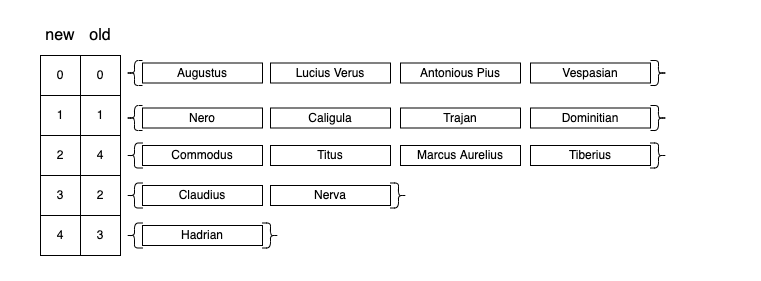 new old
0 0 Augustus Lucius Verus Antonious Pius Vespasian
1 1 Nero Caligula Trajan Dominitian
2 4 Commodus Titus Marcus Aurelius Tiberius
3 2 Claudius Nerva
4 3 Hadrian